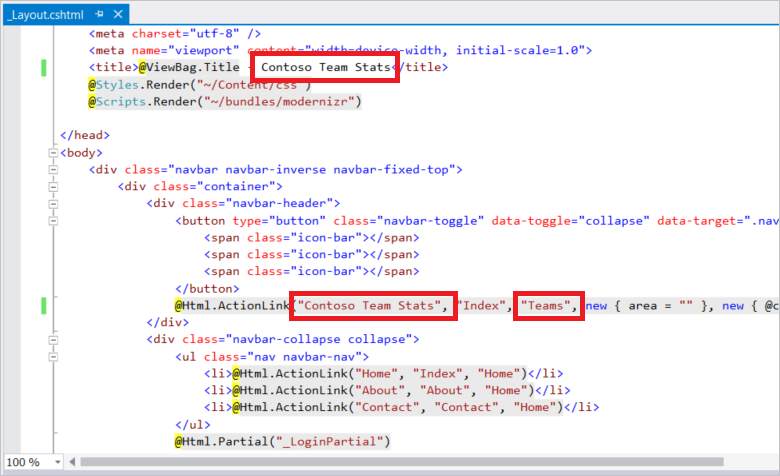 _Layout.cshtml
<meta charset="utf-8" />
<meta name="viewport" content="width=device-width, initial-scale=1.0">
<title>@ViewBag.Title - Contoso Team Stats</title>
@Styles.Render("~/Content/css")
@Scripts.Render("~/bundles/modernizr")
</head>
<body>
<div class="navbar navbar-inverse navbar-fixed-top">
<div class="container">
<div class="navbar-header">
<button type="button" class="navbar-toggle" data-toggle="collapse" data-target=".nav
<span class="icon-bar"></span>
<span class="icon-bar"></span>
<span class="icon-bar"></span>
</button>
@Html.ActionLink("Contoso Team Stats", "Index", "Teams", new { area = "" }, new { @c
</div>
<div class="navbar-collapse collapse">
<ul class="nav navbar-nav">
<li>@Html.ActionLink("Home", "Index", "Home")</li>
<li>@Html.ActionLink("About", "About", "Home")</li>
<li>@Html.ActionLink("Contact", "Contact", "Home")</li>
</ul>
@Html.Partial("_LoginPartial")
100 %